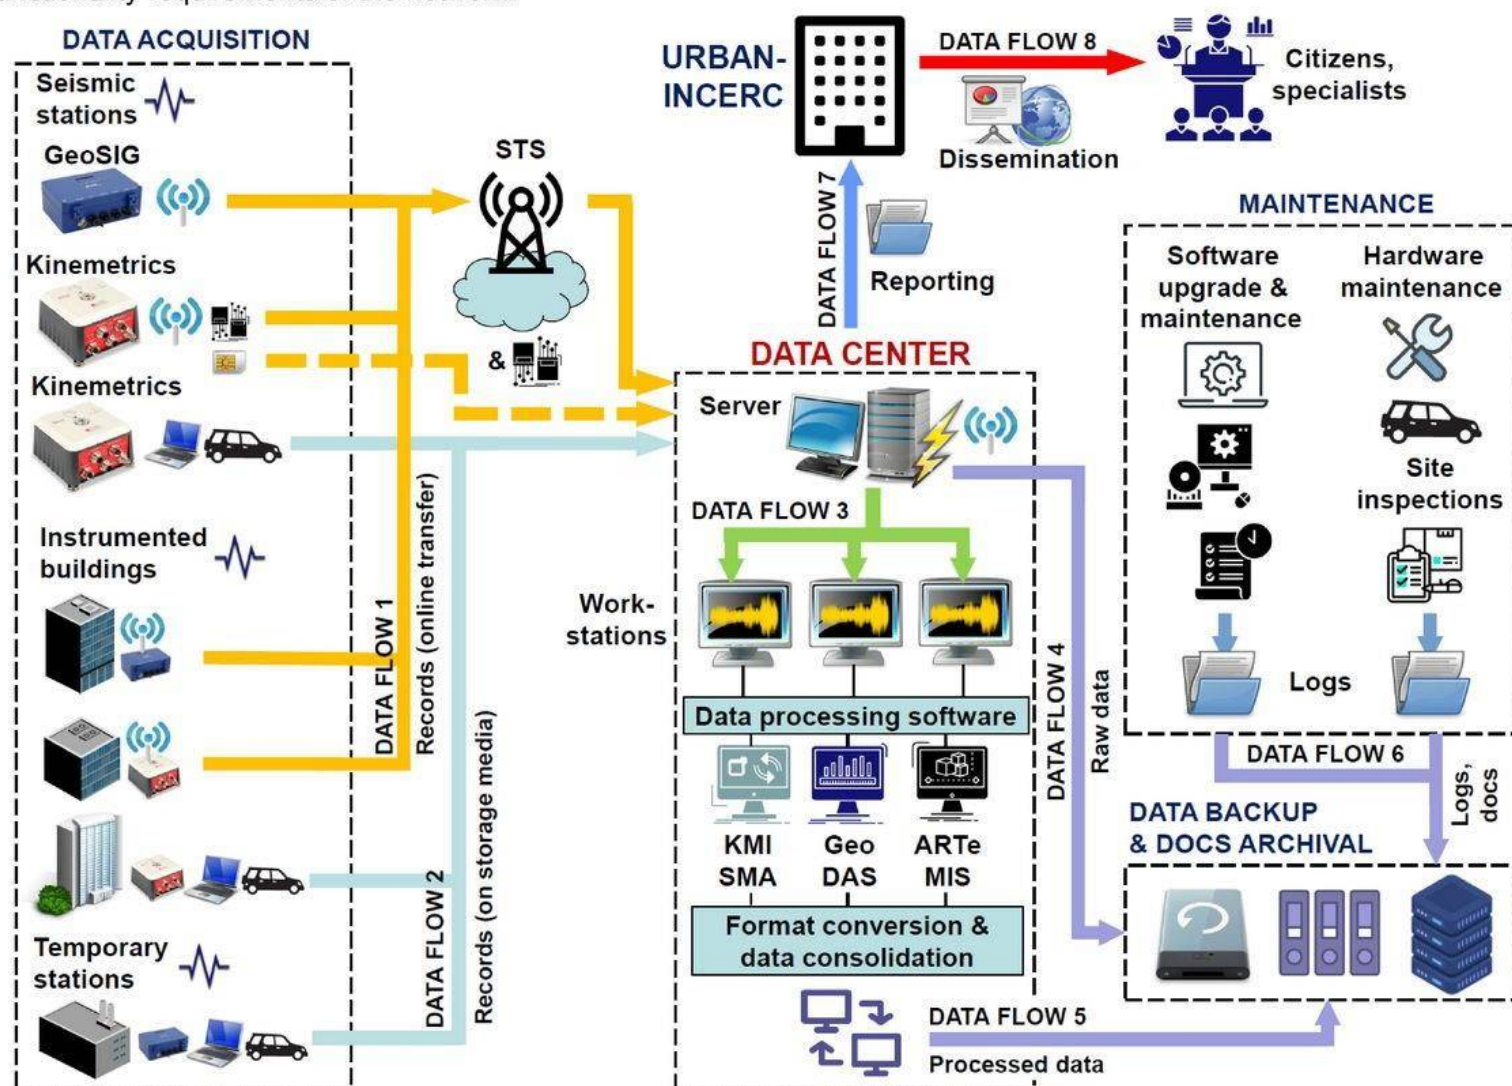 DATA ACQUISITION
Seismic
stations
GeoSIG
Kinemetrics
Kinemetrics
Instrumented
buildings
Temporary
stations
DATA FLOW 1
Records (online transfer)
DATA FLOW 2
Records (on storage media)
STS
&
URBAN-
INCERC
DATA FLOW 8
Dissemination
Citizens,
specialists
DATA FLOW 7
Reporting
DATA CENTER
Server
DATA FLOW 3
Work-
stations
Data processing software
KMI
SMA
Geo
DAS
ARTe
MIS
Format conversion &
data consolidation
DATA FLOW 4
Raw data
DATA FLOW 5
Processed data
MAINTENANCE
Software
upgrade &
maintenance
Hardware
maintenance
Site
inspections
Logs
DATA FLOW 6
Logs,
docs
DATA BACKUP
& DOCS ARCHIVAL